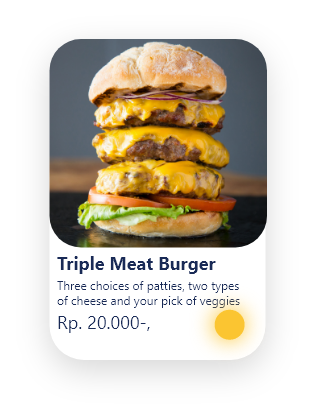 Triple Meat Burger
Three choices of patties, two types
of cheese and your pick of veggies
Rp. 20.000-,